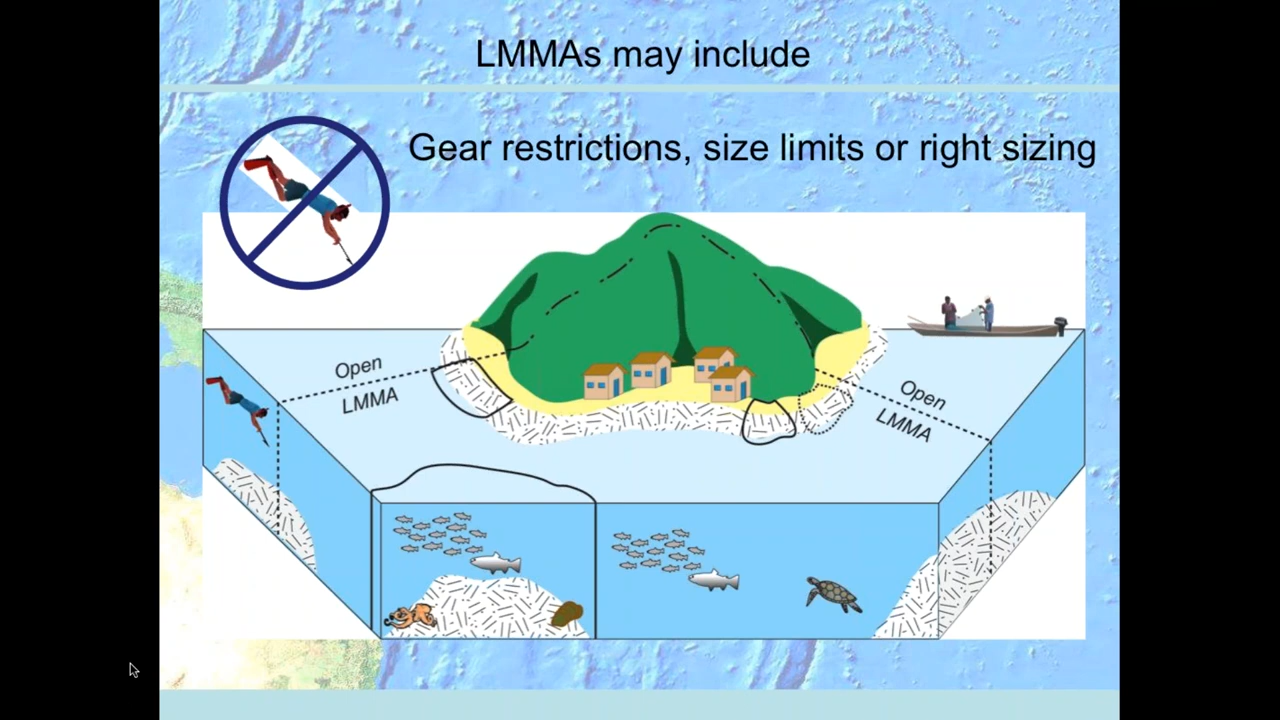 LMMAs may include
Gear restrictions, size limits or right sizing
Open
LMMA
Open
LMMA